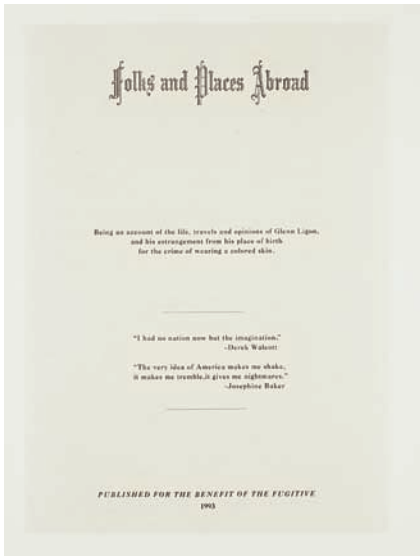 Folks and Places Abroad
Being an account of the life, travels and opinions of Glenn Ligon,
and his estrangement from his place of birth
for the crime of wearing a colored skin.
"I had no nation now but the imagination."
-Derek Walcott
"The very idea of America makes me shake,
it makes me tremble,it gives me nightmares."
-Josephine Baker
PUBLISHED FOR THE BENEFIT OF THE FUGITIVE
1993